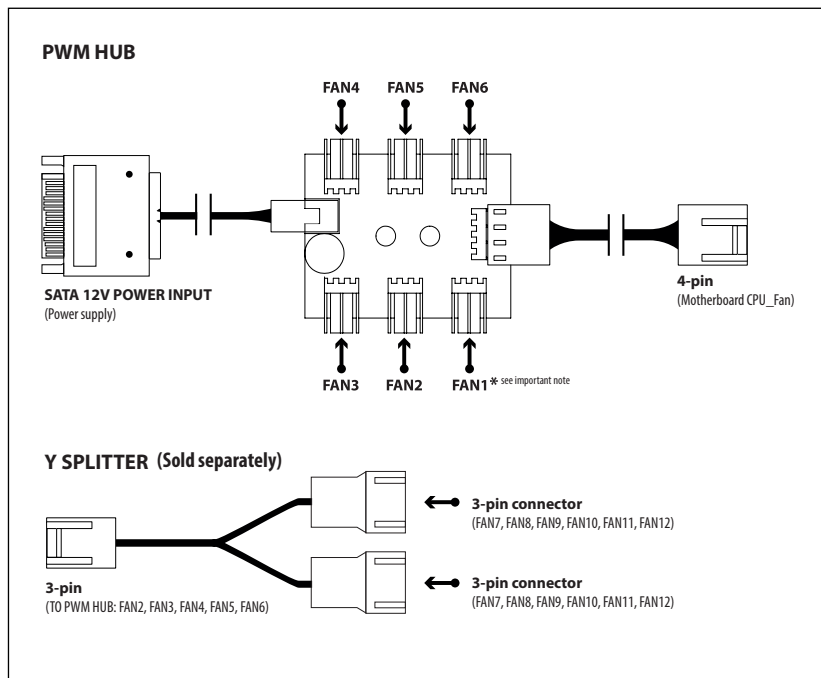 PWM HUB
FAN4 FAN5 FAN6
SATA 12V POWER INPUT
(Power supply)
4-pin
(Motherboard CPU_Fan)
FAN3 FAN2 FAN1 * see important note
Y SPLITTER (Sold separately)
3-pin connector
(FAN7, FAN8, FAN9, FAN10, FAN11, FAN12)
3-pin
(TO PWM HUB: FAN2, FAN3, FAN4, FAN5, FAN6)
3-pin connector
(FAN7, FAN8, FAN9, FAN10, FAN11, FAN12)